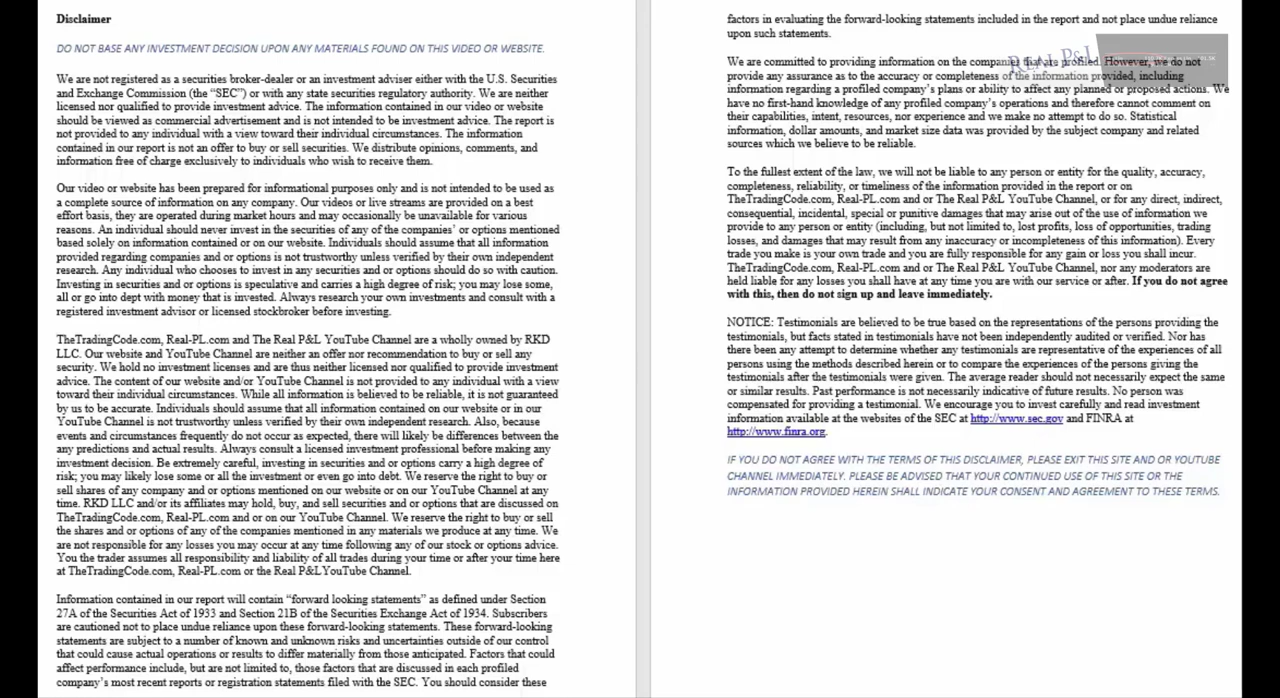 Disclaimer
DO NOT BASE ANY INVESTMENT DECISION UPON ANY MATERIALS FOUND ON THIS VIDEO OR WEBSITE.
We are not registered as a securities broker-dealer or an investment adviser either with the U.S. Securities
and Exchange Commission (the “SEC”) or with any state securities regulatory authority. We are neither
licensed nor qualified to provide investment advice. The information contained in our video or website
should be viewed as commercial advertisement and is not intended to be investment advice. The report is
not provided to any individual with a view toward their individual circumstances. The information
contained in our report is not an offer to buy or sell securities. We distribute opinions, comments, and
information free of charge exclusively to individuals who wish to receive them.
Our video or website has been prepared for informational purposes only and is not intended to be used as
a complete source of information on any company. Our videos or live streams are provided on a best
effort basis, they are operated during market hours and may occasionally be unavailable for various
reasons. An individual should never invest in the securities of any of the companies’ or options mentioned
based solely on information contained or on our website. Individuals should assume that all information
provided regarding companies and or options is not trustworthy unless verified by their own independent
research. Any individual who chooses to invest in any securities and or options should do so with caution.
Investing in securities and or options is speculative and carries a high degree of risk; you may lose some,
all or go into dept with money that is invested. Always research your own investments and consult with a
registered investment advisor or licensed stockbroker before investing.
TheTradingCode.com, Real-PL.com and The Real P&L YouTube Channel are a wholly owned by RKD
LLC. Our website and YouTube Channel are neither an offer nor recommendation to buy or sell any
security. We hold no investment licenses and are thus neither licensed nor qualified to provide investment
advice. The content of our website and/or YouTube Channel is not provided to any individual with a view
toward their individual circumstances. While all information is believed to be reliable, it is not guaranteed
by us to be accurate. Individuals should assume that all information contained on our website or in our
YouTube Channel is not trustworthy unless verified by their own independent research. Also, because
events and circumstances frequently do not occur as expected, there will likely be differences between the
any predictions and actual results. Always consult a licensed investment professional before making any
investment decision. Be extremely careful, investing in securities and or options carry a high degree of
risk; you may likely lose some or all the investment or even go into debt. We reserve the right to buy or
sell shares of any company and or options mentioned on our website or on our YouTube Channel at any
time. RKD LLC and/or its affiliates may hold, buy, and sell securities and or options that are discussed on
TheTradingCode.com, Real-PL.com and or on our YouTube Channel. We reserve the right to buy or sell
the shares and or options of any of the companies mentioned in any materials we produce at any time. We
are not responsible for any losses you may occur at any time following any of our stock or options advice.
You the trader assumes all responsibility and liability of all trades during your time or after your time here
at TheTradingCode.com, Real-PL.com or the Real P&L YouTube Channel.
Information contained in our report will contain “forward looking statements” as defined under Section
27A of the Securities Act of 1933 and Section 21B of the Securities Exchange Act of 1934. Subscribers
are cautioned not to place undue reliance upon these forward-looking statements. These forward-looking
statements are subject to a number of known and unknown risks and uncertainties outside of our control
that could cause actual operations or results to differ materially from those anticipated. Factors that could
affect performance include, but are not limited to, those factors that are discussed in each profiled
company’s most recent reports or registration statements filed with the SEC. You should consider these
factors in evaluating the forward-looking statements included in the report and not place undue reliance
upon such statements.
REAL P&L
We are committed to providing information on the companies that are profiled. However, we do not
provide any assurance as to the accuracy or completeness of the information provided, including
information regarding a profiled company’s plans or ability to affect any planned or proposed actions. We
have no first-hand knowledge of any profiled company’s operations and therefore cannot comment on
their capabilities, intent, resources, nor experience and we make no attempt to do so. Statistical
information, dollar amounts, and market size data was provided by the subject company and related
sources which we believe to be reliable.
To the fullest extent of the law, we will not be liable to any person or entity for the quality, accuracy,
completeness, reliability, or timeliness of the information provided in the report or on
TheTradingCode.com, Real-PL.com and or The Real P&L YouTube Channel, or for any direct, indirect,
consequential, incidental, special or punitive damages that may arise out of the use of information we
provide to any person or entity (including, but not limited to, lost profits, loss of opportunities, trading
losses, and damages that may result from any inaccuracy or incompleteness of this information). Every
trade you make is your own trade and you are fully responsible for any gain or loss you shall incur.
TheTradingCode.com, Real-PL.com and or The Real P&L YouTube Channel, nor any moderators are
held liable for any losses you shall have at any time you are with our service or after. If you do not agree
with this, then do not sign up and leave immediately.
NOTICE: Testimonials are believed to be true based on the representations of the persons providing the
testimonials, but facts stated in testimonials have not been independently audited or verified. Nor has
there been any attempt to determine whether any testimonials are representative of the experiences of all
persons using the methods described herein or to compare the experiences of the persons giving the
testimonials after the testimonials were given. The average reader should not necessarily expect the same
or similar results. Past performance is not necessarily indicative of future results. No person was
compensated for providing a testimonial. We encourage you to invest carefully and read investment
information available at the websites of the SEC at http://www.sec.gov and FINRA at
http://www.finra.org.
IF YOU DO NOT AGREE WITH THE TERMS OF THIS DISCLAIMER, PLEASE EXIT THIS SITE AND OR YOUTUBE
CHANNEL IMMEDIATELY. PLEASE BE ADVISED THAT YOUR CONTINUED USE OF THIS SITE OR THE
INFORMATION PROVIDED HEREIN SHALL INDICATE YOUR CONSENT AND AGREEMENT TO THESE TERMS.